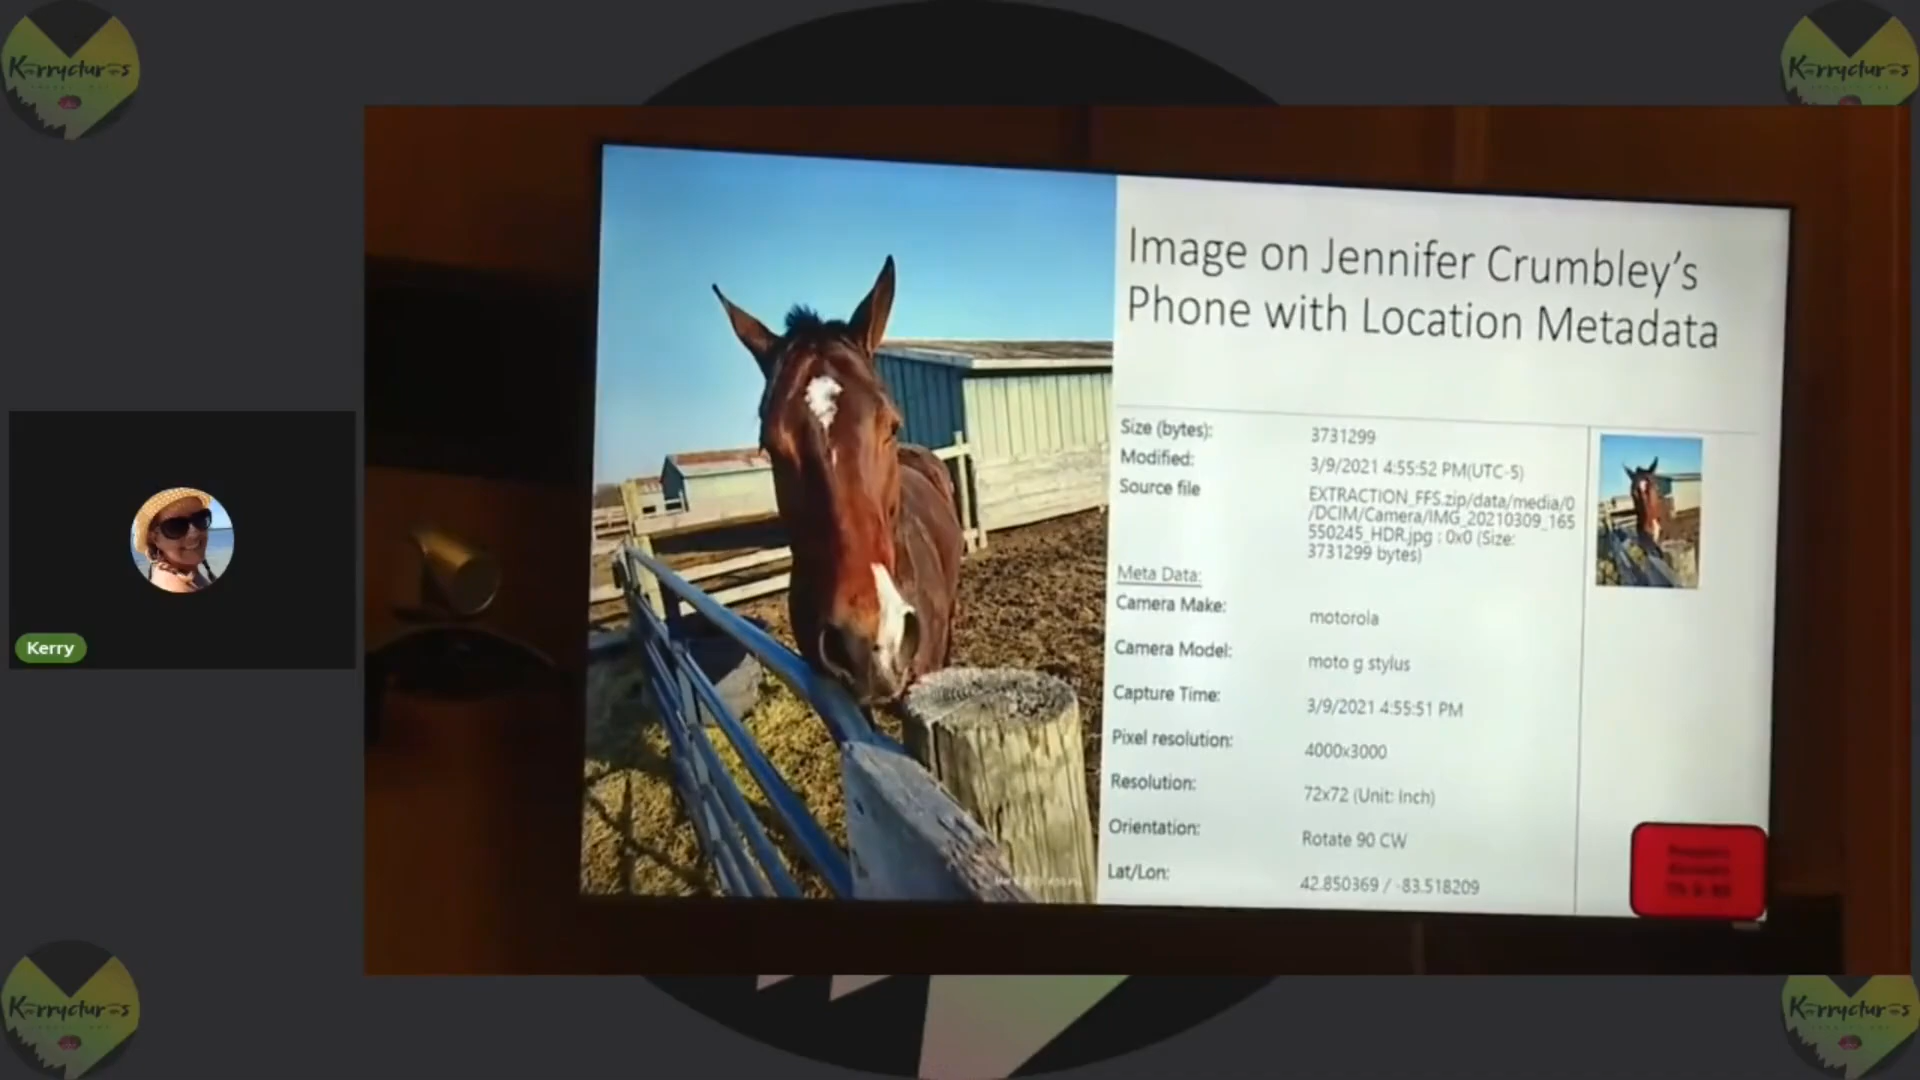 Kerryctures
Kerryctures
Image on Jennifer Crumbley's
Phone with Location Metadata
Size (bytes): 3731299
Modified: 3/9/2021 4:55:52 PM(UTC-5)
Source file EXTRACTION_FFS.zip/data/media/0
/DCIM/Camera/IMG_20210309_165
550245_HDR.jpg : 0x0 (Size:
3731299 bytes)
Meta Data:
Camera Make: motorola
Camera Model: moto g stylus
Capture Time: 3/9/2021 4:55:51 PM
Pixel resolution: 4000x3000
Resolution: 72x72 (Unit: Inch)
Orientation: Rotate 90 CW
Lat/Lon: 42.850369 / -83.518209
Kerry
Kerryctures
Kerryctures